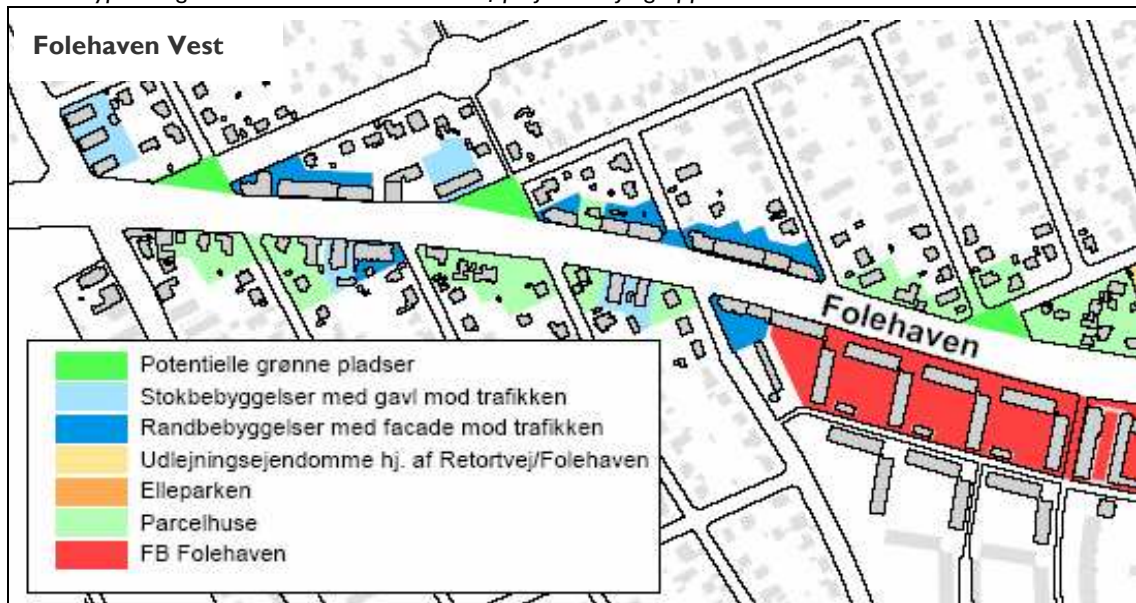 Folehaven Vest
Folehaven
Potentielle grønne pladser
Stokbebyggelser med gavl mod trafikken
Randbebyggelser med facade mod trafikken
Udlejningsejendomme hj. af Retortvej/Folehaven
Elleparken
Parcelhuse
FB Folehaven